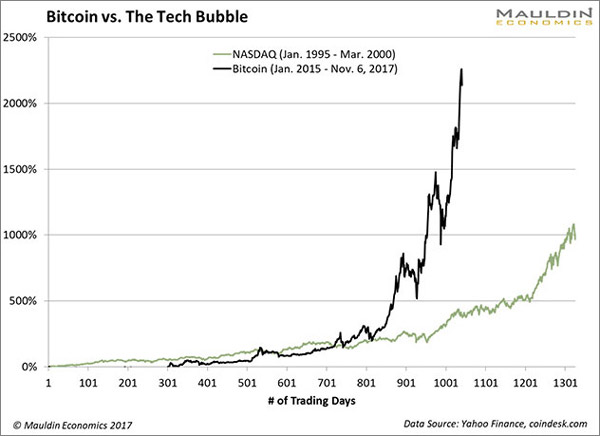 Bitcoin vs. The Tech Bubble
MAULDIN
ECONOMICS
NASDAQ (Jan. 1995 - Mar. 2000)
Bitcoin (Jan. 2015 - Nov. 6, 2017)
2500%
2000%
1500%
1000%
500%
0%
1 101 201 301 401 501 601 701 801 901 1001 1101 1201 1301
# of Trading Days
© Mauldin Economics 2017
Data Source: Yahoo Finance, coindesk.com